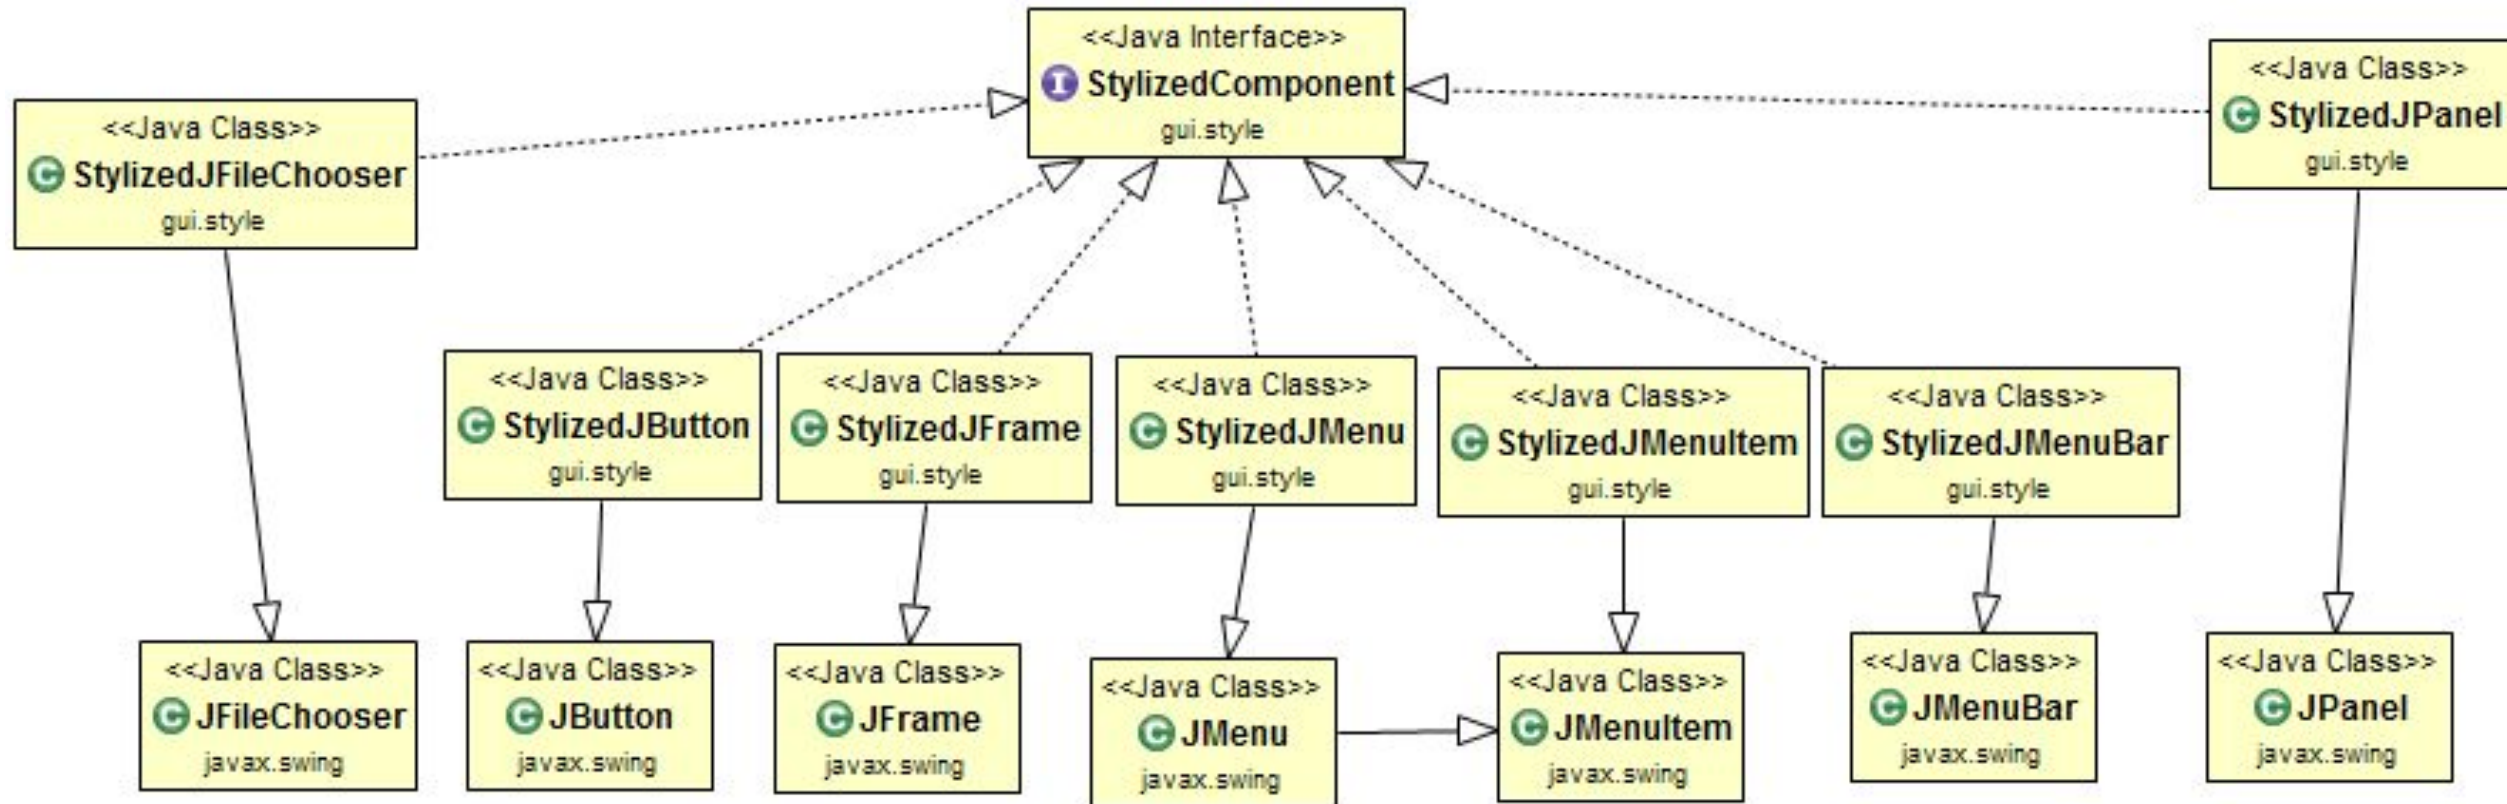 <<Java Interface>>
I StylizedComponent
gui.style
<<Java Class>>
C StylizedJPanel
gui.style
<<Java Class>>
C StylizedJFileChooser
gui.style
<<Java Class>>
C StylizedJButton
gui.style
<<Java Class>>
C StylizedJFrame
gui.style
<<Java Class>>
C StylizedJMenu
gui.style
<<Java Class>>
C StylizedJMenuItem
gui.style
<<Java Class>>
C StylizedJMenuBar
gui.style
<<Java Class>>
C JFileChooser
javax.swing
<<Java Class>>
C JButton
javax.swing
<<Java Class>>
C JFrame
javax.swing
<<Java Class>>
C JMenu
javax.swing
<<Java Class>>
C JMenuItem
javax.swing
<<Java Class>>
C JMenuBar
javax.swing
<<Java Class>>
C JPanel
javax.swing